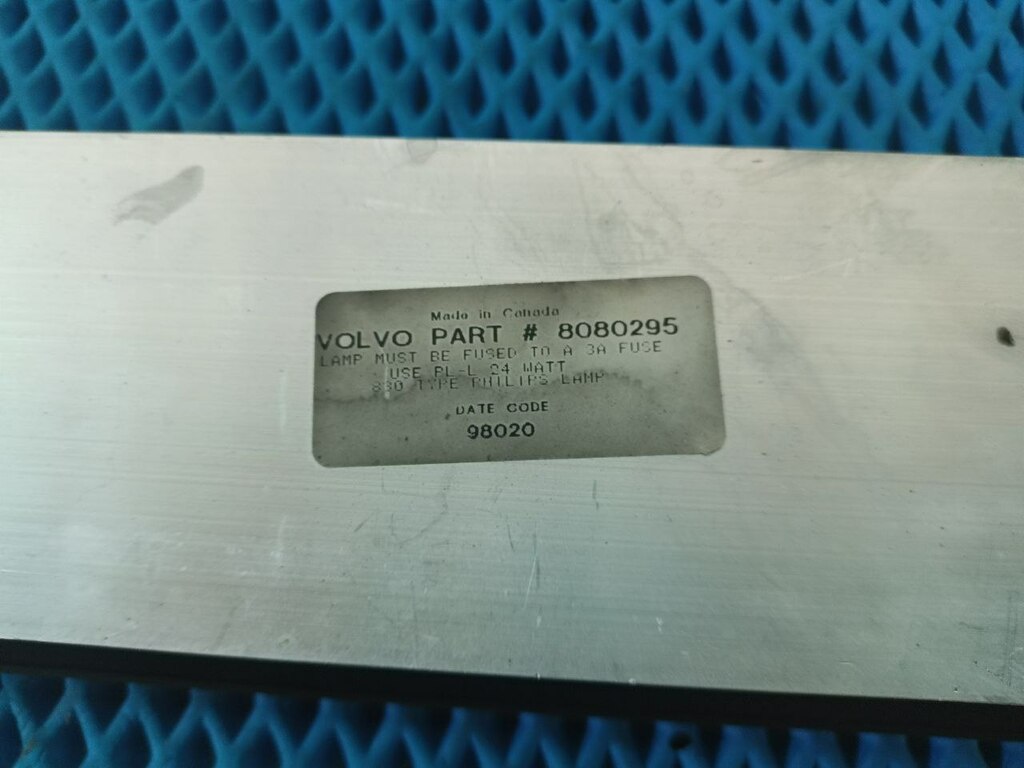 Made in Canada
VOLVO PART # 8080295
LAMP MUST BE FUSED TO A 3A FUSE
USE PL-L 24 WATT
830 TYPE PHILIPS LAMP
DATE CODE
98020